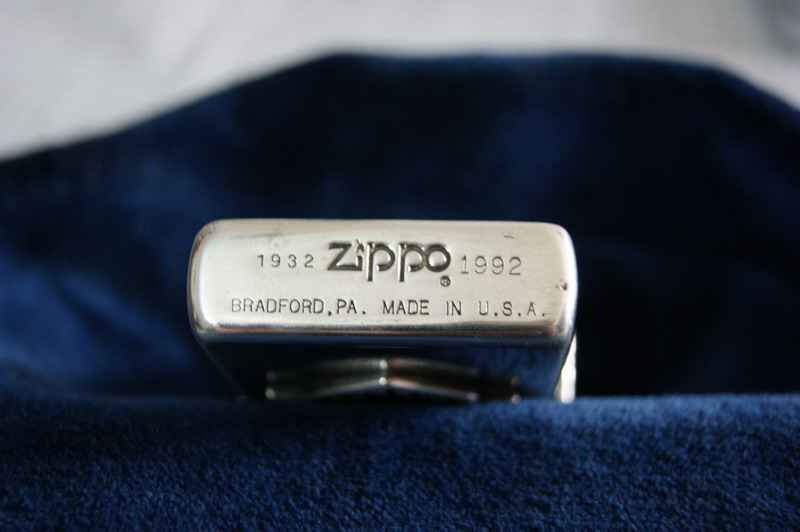 1932 Zippo® 1992
BRADFORD, PA. MADE IN U.S.A.